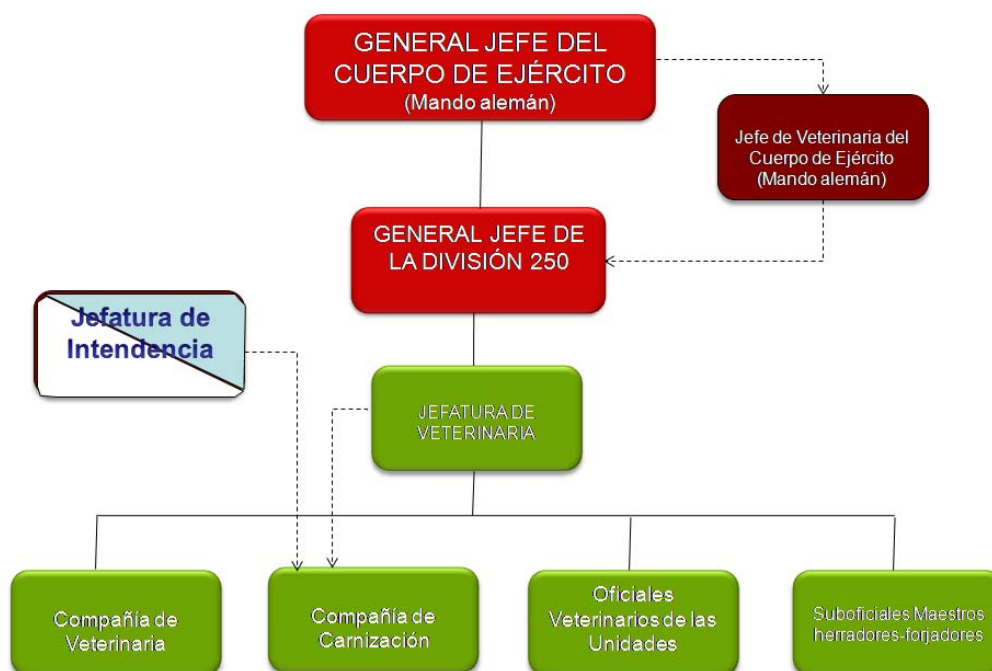 GENERAL JEFE DEL
CUERPO DE EJÉRCITO
(Mando alemán)
Jefe de Veterinaria del
Cuerpo de Ejército
(Mando alemán)
GENERAL JEFE DE
LA DIVISIÓN 250
Jefatura de
Intendencia
JEFATURA DE
VETERINARIA
Compañía de
Veterinaria
Compañía de
Carnización
Oficiales
Veterinarios de las
Unidades
Suboficiales Maestros
herradores-forjadores